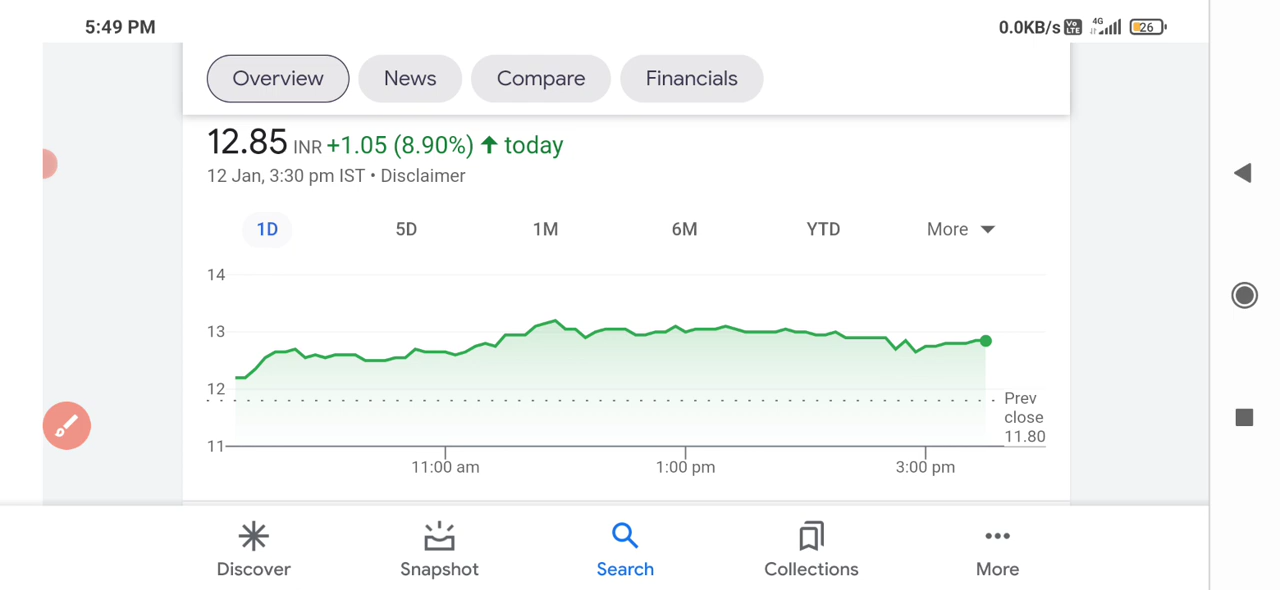 5:49 PM
0.0KB/s Vo LTE 4G 26
Overview News Compare Financials
12.85 INR +1.05 (8.90%) ↑ today
12 Jan, 3:30 pm IST • Disclaimer
1D 5D 1M 6M YTD More
14
13
12
11
Prev
close
11.80
11:00 am 1:00 pm 3:00 pm
Discover Snapshot Search Collections More